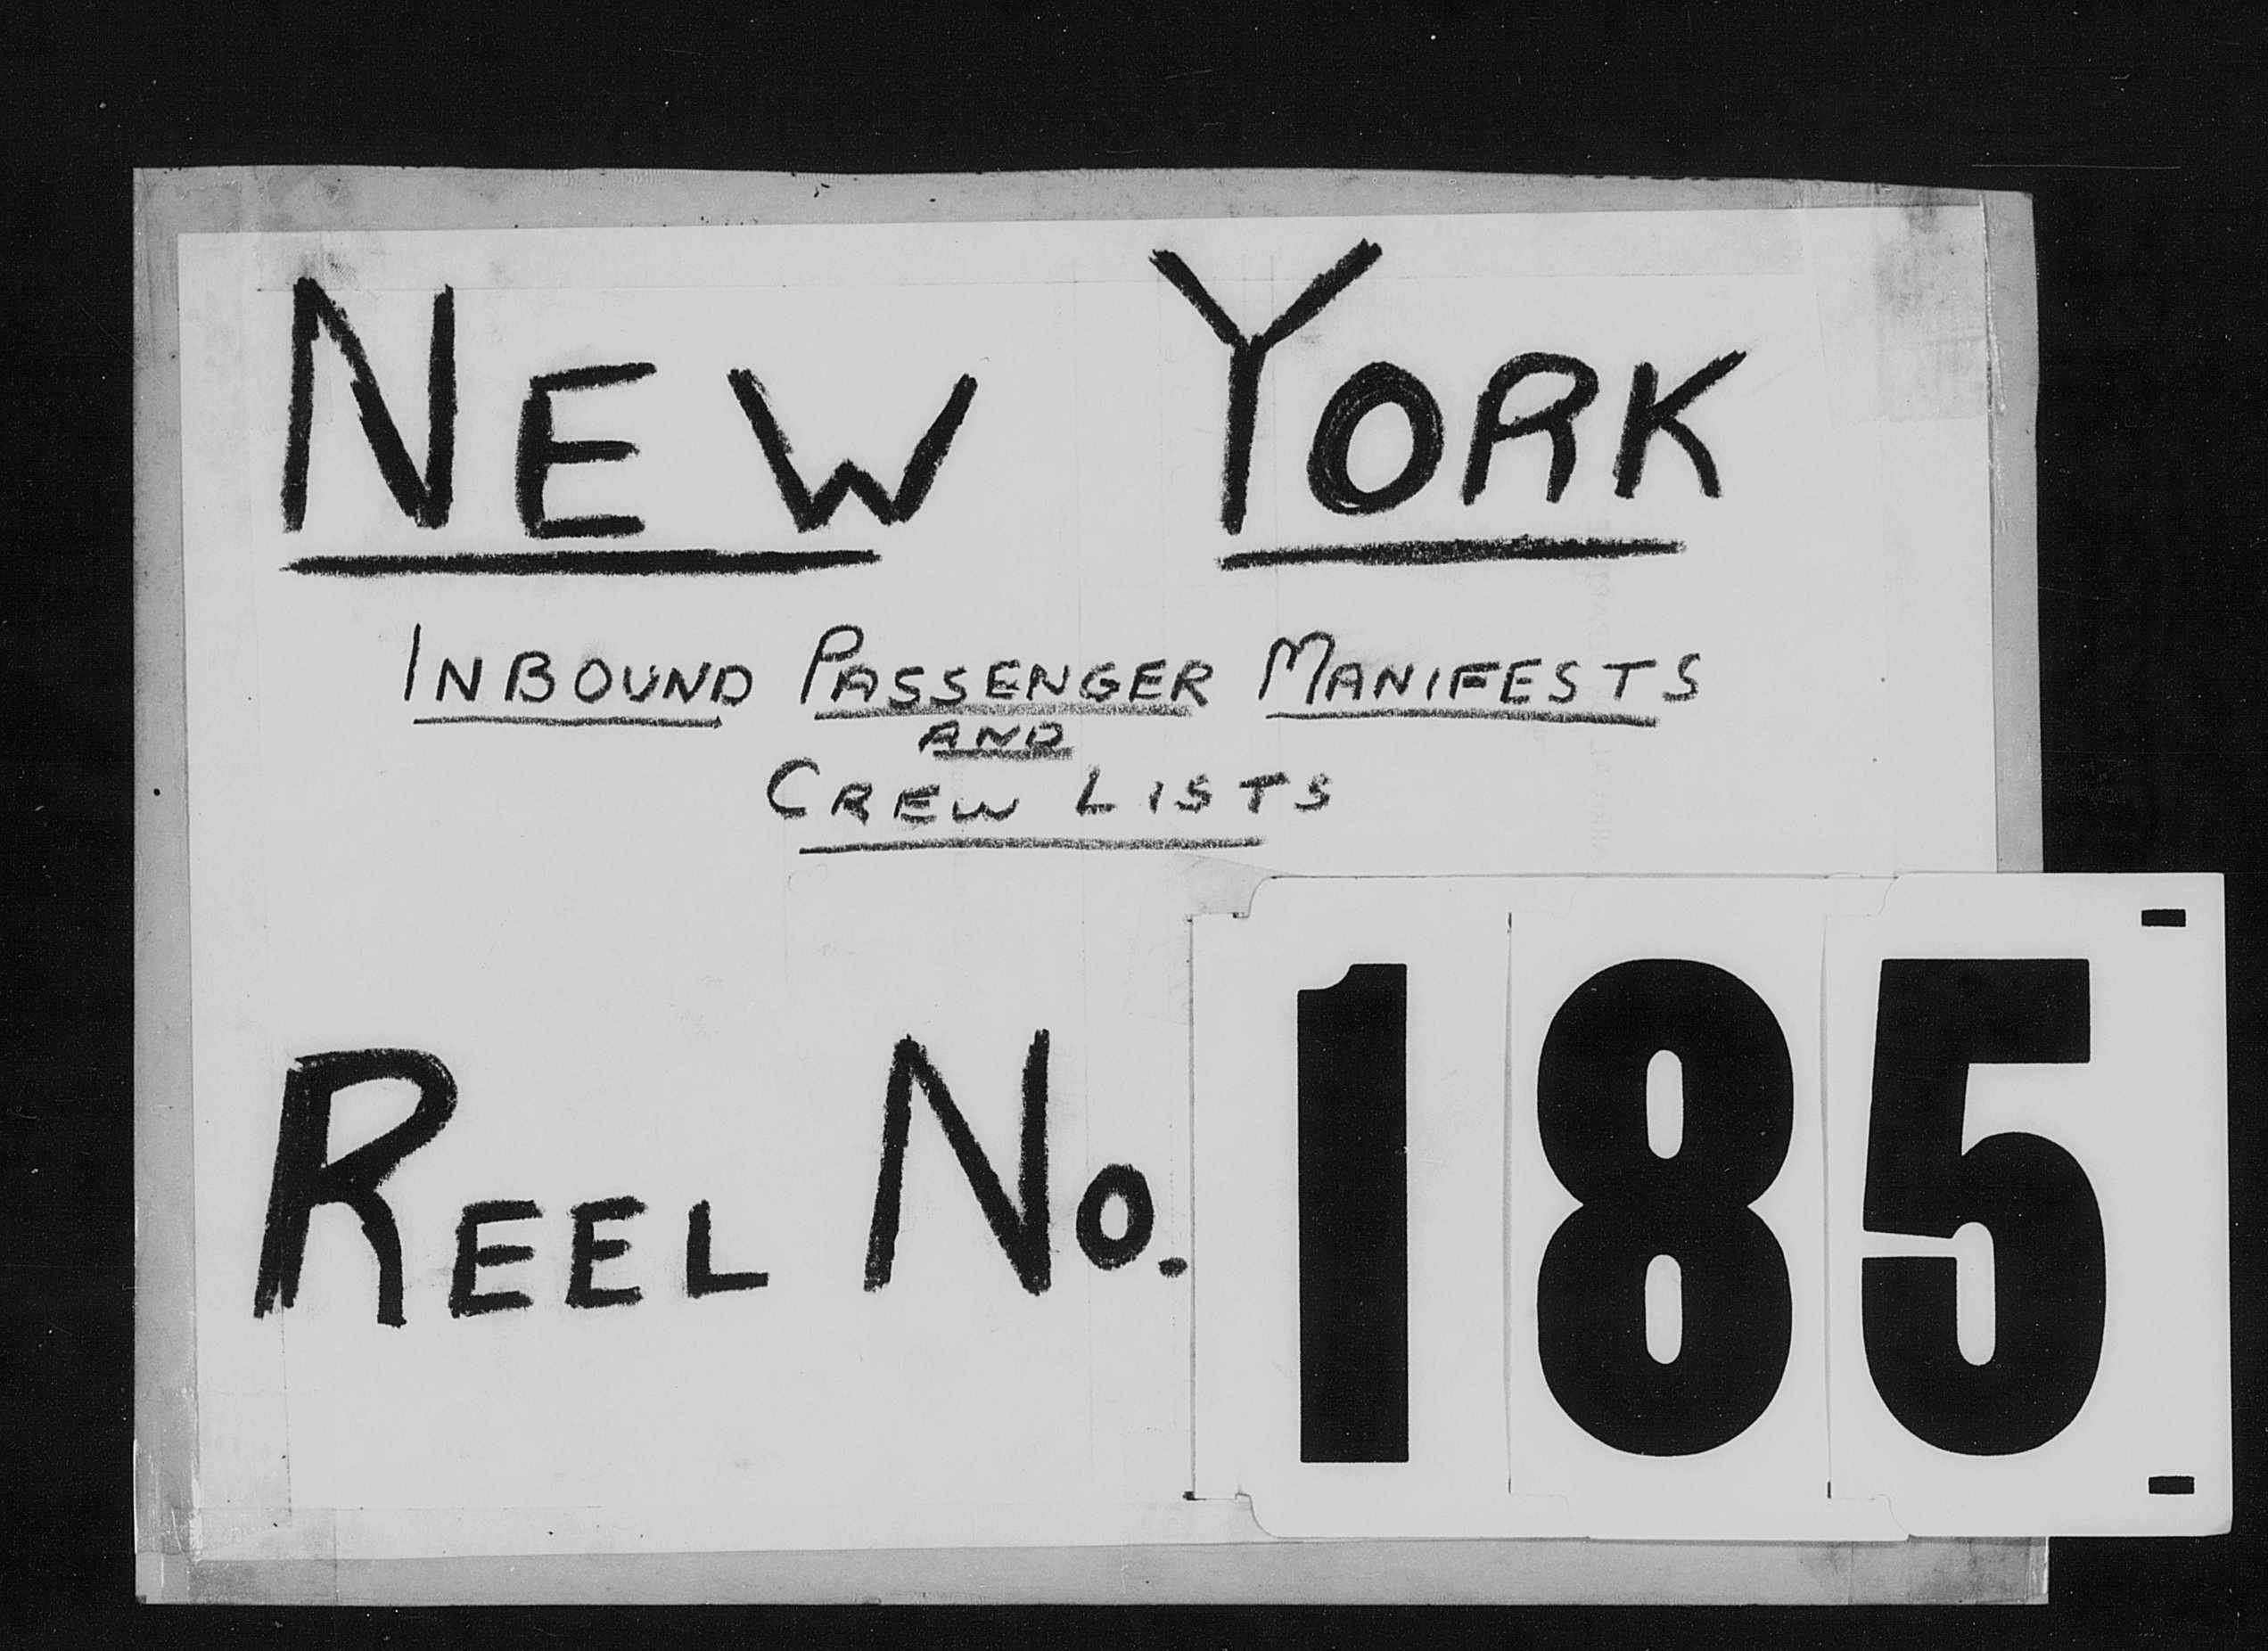 NEW YORK
INBOUND PASSENGER MANIFESTS
AND
CREW LISTS
REEL No. 185